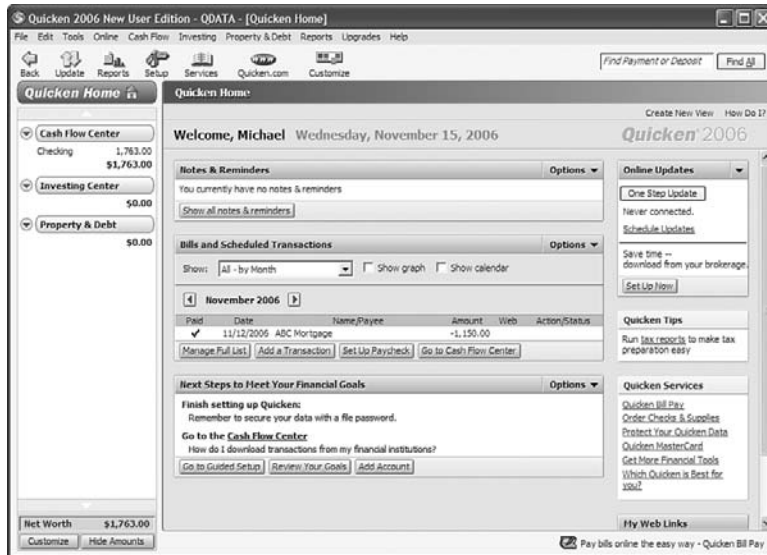 Quicken 2006 New User Edition - QDATA - [Quicken Home]
File Edit Tools Online Cash Flow Investing Property & Debt Reports Upgrades Help
Back Update Reports Setup Services Quicken.com Customize
Find Payment or Deposit Find All
Quicken Home
Quicken Home
Create New View How Do I?
Cash Flow Center
Checking 1,763.00
$1,763.00
Investing Center
$0.00
Property & Debt
$0.00
Net Worth $1,763.00
Customize Hide Amounts
Welcome, Michael Wednesday, November 15, 2006
Quicken 2006
Notes & Reminders Options
You currently have no notes & reminders
Show all notes & reminders
Bills and Scheduled Transactions Options
Show: All - by Month Show graph Show calendar
November 2006
Paid Date Name/Payee Amount Web Action/Status
11/12/2006 ABC Mortgage -1,150.00
Manage Full List Add a Transaction Set Up Paycheck Go to Cash Flow Center
Next Steps to Meet Your Financial Goals Options
Finish setting up Quicken:
Remember to secure your data with a file password.
Go to the Cash Flow Center
How do I download transactions from my financial institutions?
Go to Guided Setup Review Your Goals Add Account
Online Updates
One Step Update
Never connected.
Schedule Updates
Save time --
download from your brokerage.
Set Up Now
Quicken Tips
Run tax reports to make tax
preparation easy
Quicken Services
Quicken Bill Pay
Order Checks & Supplies
Protect Your Quicken Data
Quicken MasterCard
Get More Financial Tools
Which Quicken is Best for
you?
My Web Links
Pay bills online the easy way - Quicken Bill Pay